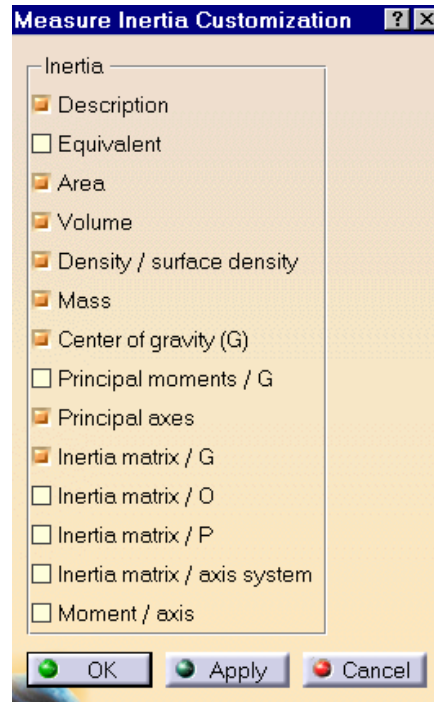 Measure Inertia Customization
Inertia
Description
Equivalent
Area
Volume
Density / surface density
Mass
Center of gravity (G)
Principal moments / G
Principal axes
Inertia matrix / G
Inertia matrix / O
Inertia matrix / P
Inertia matrix / axis system
Moment / axis
OK Apply Cancel